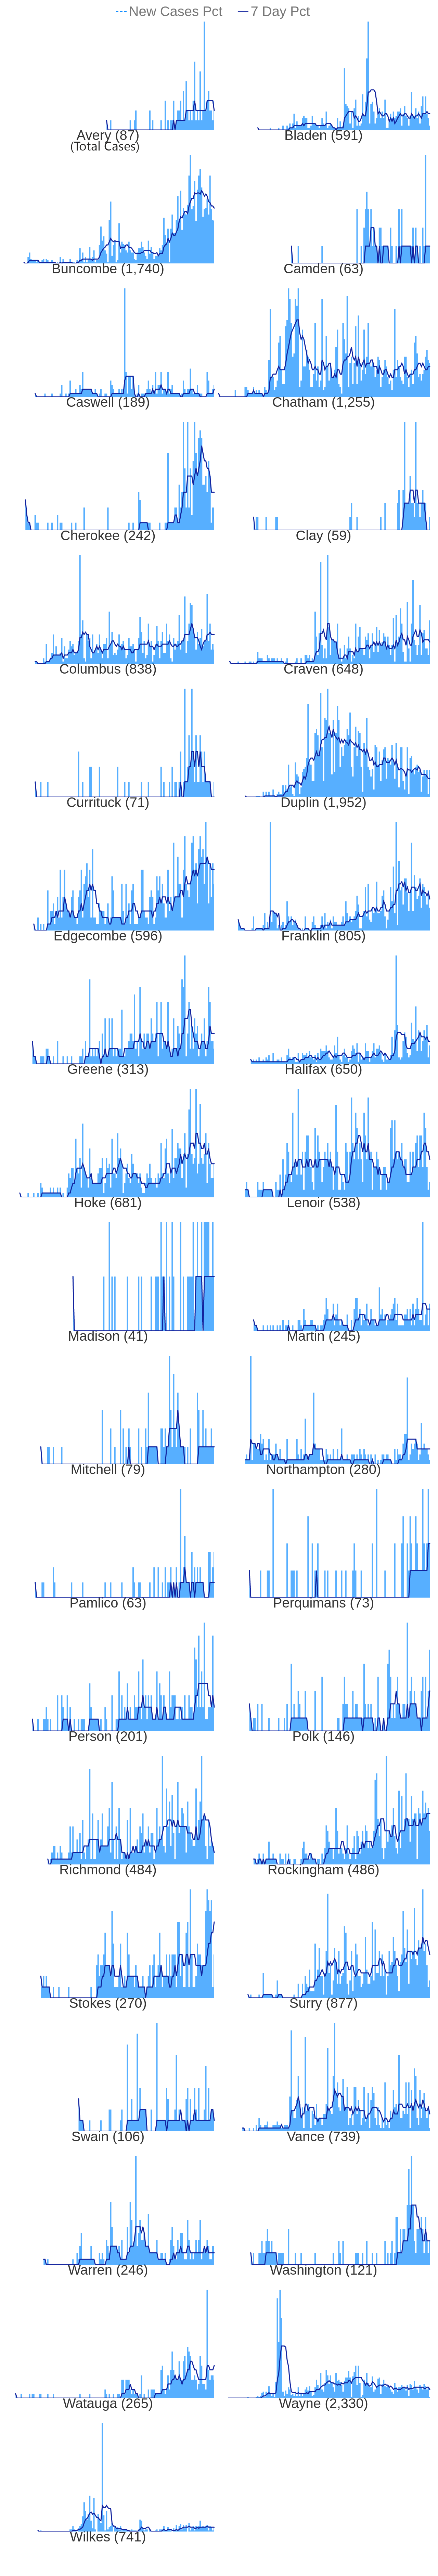 New Cases Pct 7 Day Pct
Avery (87) Bladen (591)
(Total Cases)
Buncombe (1,740) Camden (63)
Caswell (189) Chatham (1,255)
Cherokee (242) Clay (59)
Columbus (838) Craven (648)
Currituck (71) Duplin (1,952)
Edgecombe (596) Franklin (805)
Greene (313) Halifax (650)
Hoke (681) Lenoir (538)
Madison (41) Martin (245)
Mitchell (79) Northampton (280)
Pamlico (63) Perquimans (73)
Person (201) Polk (146)
Richmond (484) Rockingham (486)
Stokes (270) Surry (877)
Swain (106) Vance (739)
Warren (246) Washington (121)
Watauga (265) Wayne (2,330)
Wilkes (741)